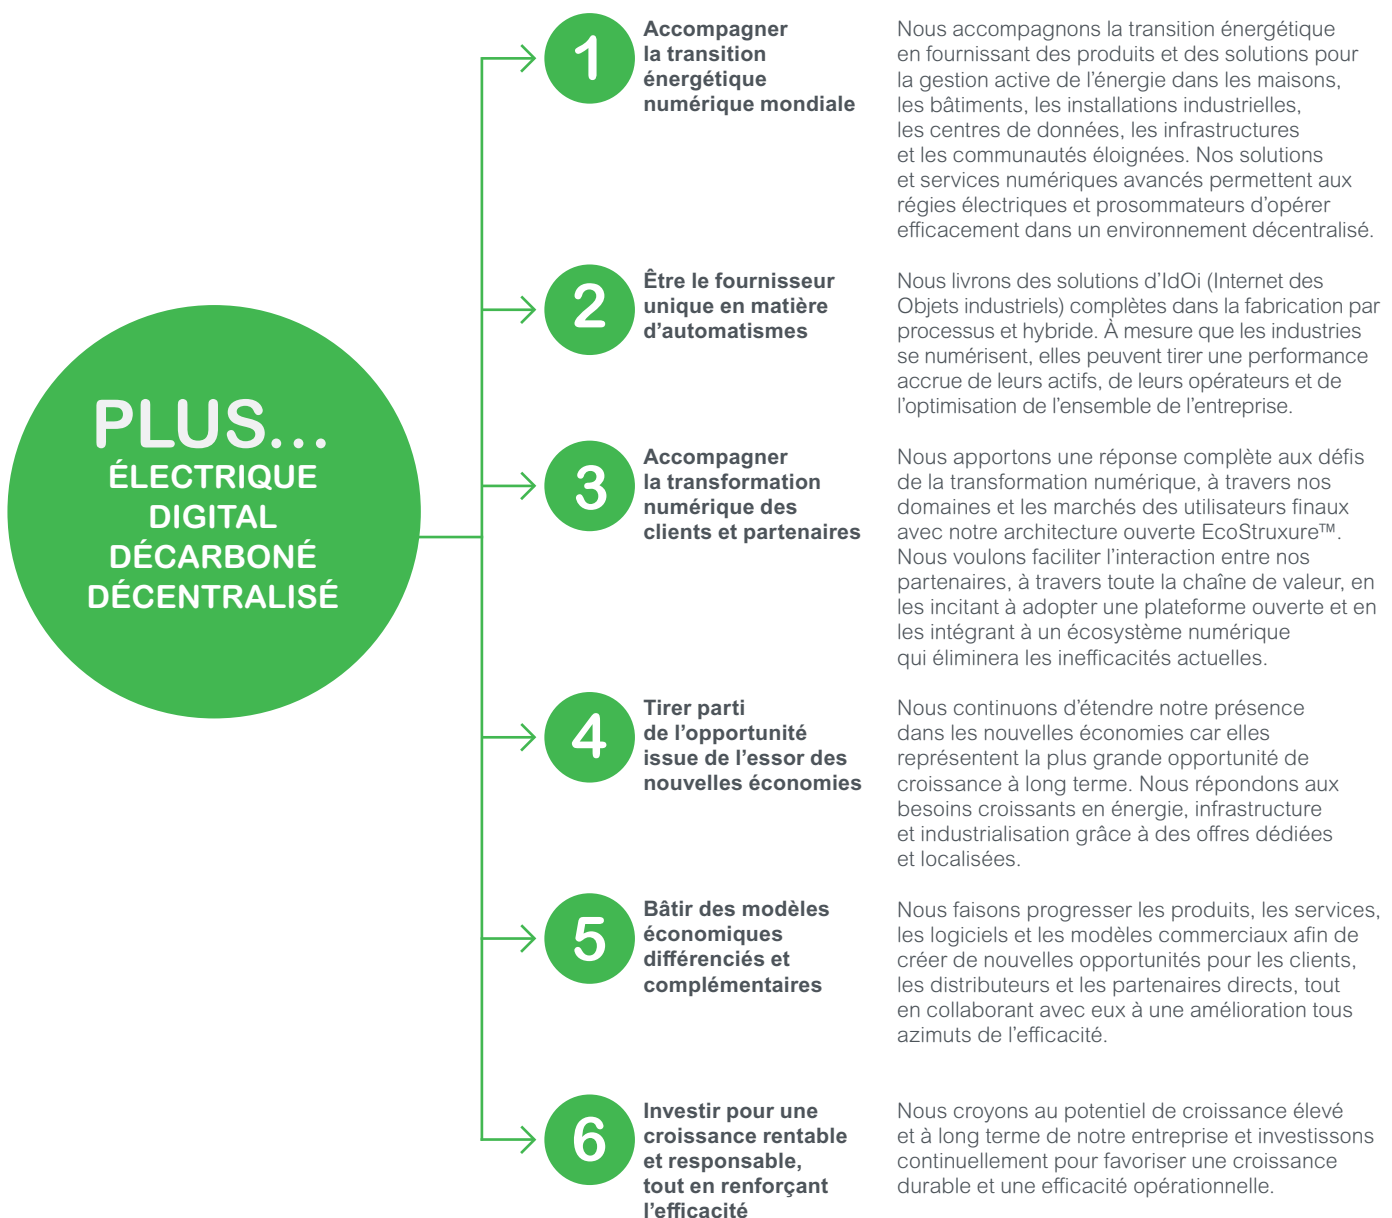 PLUS…
ÉLECTRIQUE
DIGITAL
DÉCARBONÉ
DÉCENTRALISÉ
1
Accompagner
la transition
énergétique
numérique mondiale
Nous accompagnons la transition énergétique
en fournissant des produits et des solutions pour
la gestion active de l’énergie dans les maisons,
les bâtiments, les installations industrielles,
les centres de données, les infrastructures
et les communautés éloignées. Nos solutions
et services numériques avancés permettent aux
régies électriques et prosommateurs d’opérer
efficacement dans un environnement décentralisé.
2
Être le fournisseur
unique en matière
d’automatismes
Nous livrons des solutions d’IdOi (Internet des
Objets industriels) complètes dans la fabrication par
processus et hybride. À mesure que les industries
se numérisent, elles peuvent tirer une performance
accrue de leurs actifs, de leurs opérateurs et de
l’optimisation de l’ensemble de l’entreprise.
3
Accompagner
la transformation
numérique des
clients et partenaires
Nous apportons une réponse complète aux défis
de la transformation numérique, à travers nos
domaines et les marchés des utilisateurs finaux
avec notre architecture ouverte EcoStruxure™.
Nous voulons faciliter l’interaction entre nos
partenaires, à travers toute la chaîne de valeur, en
les incitant à adopter une plateforme ouverte et en
les intégrant à un écosystème numérique
qui éliminera les inefficacités actuelles.
4
Tirer parti
de l’opportunité
issue de l’essor des
nouvelles économies
Nous continuons d’étendre notre présence
dans les nouvelles économies car elles
représentent la plus grande opportunité de
croissance à long terme. Nous répondons aux
besoins croissants en énergie, infrastructure
et industrialisation grâce à des offres dédiées
et localisées.
5
Bâtir des modèles
économiques
différenciés et
complémentaires
Nous faisons progresser les produits, les services,
les logiciels et les modèles commerciaux afin de
créer de nouvelles opportunités pour les clients,
les distributeurs et les partenaires directs, tout
en collaborant avec eux à une amélioration tous
azimuts de l’efficacité.
6
Investir pour une
croissance rentable
et responsable,
tout en renforçant
l’efficacité
Nous croyons au potentiel de croissance élevé
et à long terme de notre entreprise et investissons
continuellement pour favoriser une croissance
durable et une efficacité opérationnelle.